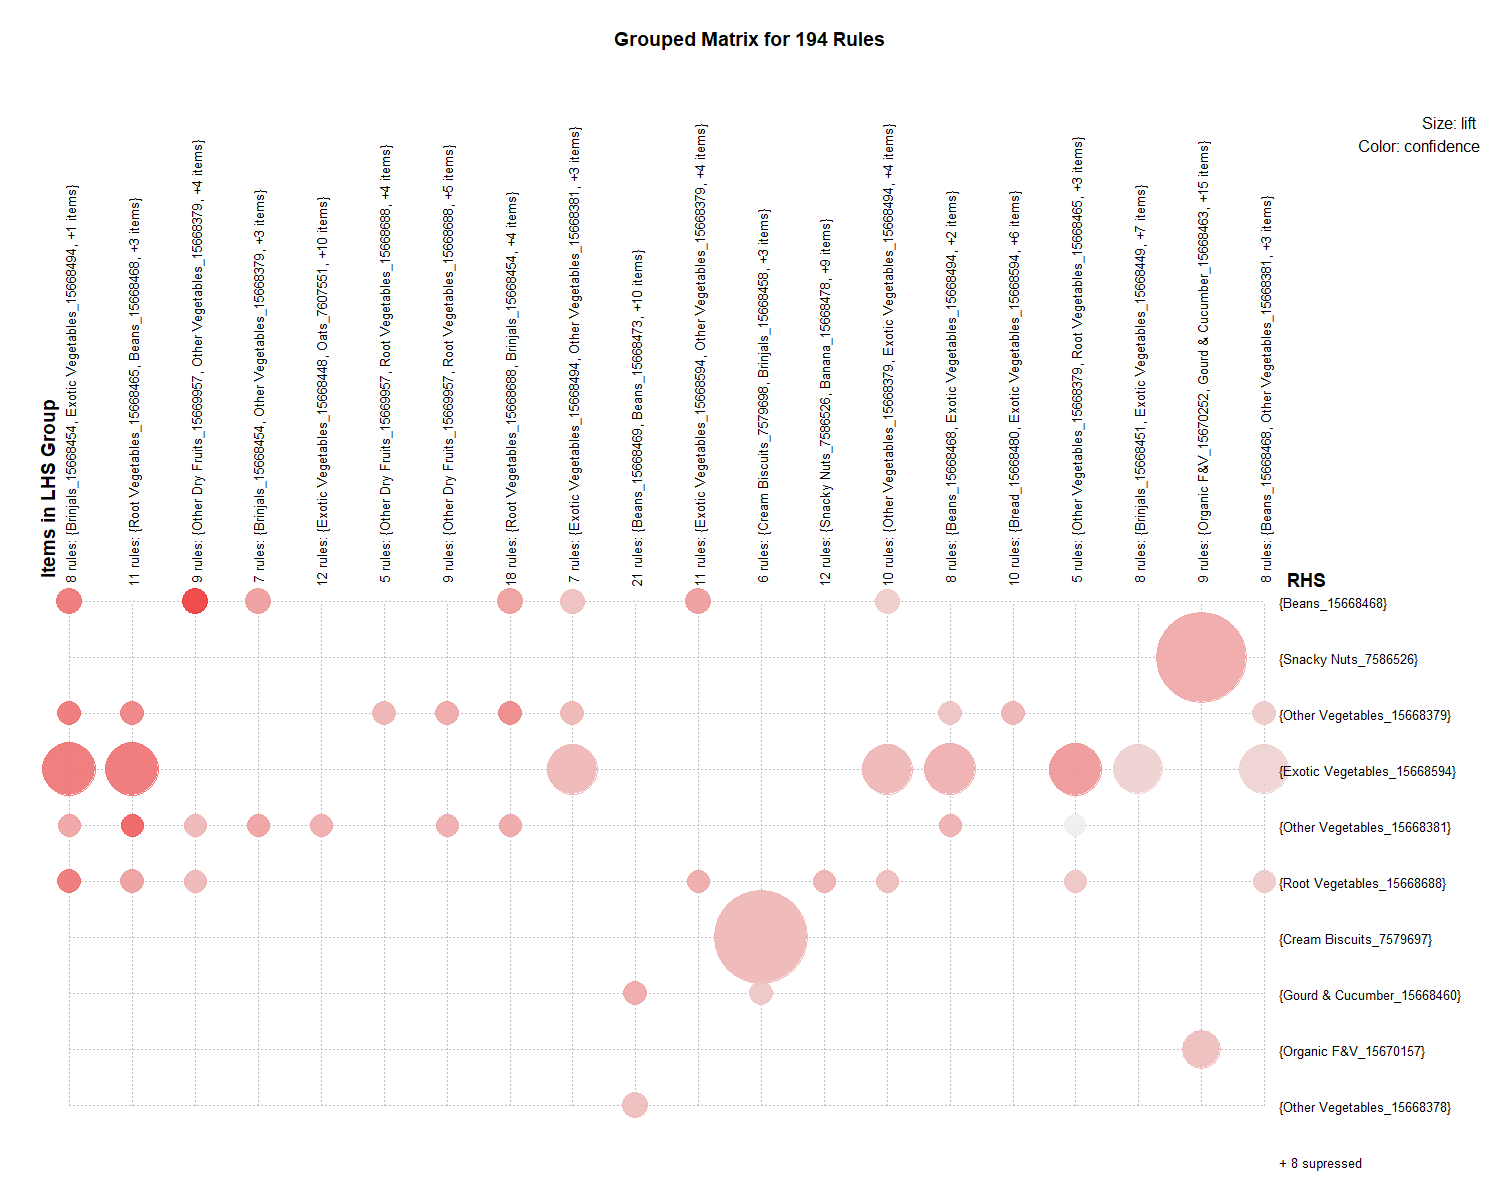 Grouped Matrix for 194 Rules
Size: lift
Color: confidence
Items in LHS Group
8 rules: {Brinjals_15668454, Exotic Vegetables_15668494, +1 items}
11 rules: {Root Vegetables_15668465, Beans_15668468, +3 items}
9 rules: {Other Dry Fruits_15669957, Other Vegetables_15668379, +4 items}
7 rules: {Brinjals_15668454, Other Vegetables_15668379, +3 items}
12 rules: {Exotic Vegetables_15668448, Oats_7607551, +10 items}
5 rules: {Other Dry Fruits_15669957, Root Vegetables_15668688, +4 items}
9 rules: {Other Dry Fruits_15669957, Root Vegetables_15668688, +5 items}
18 rules: {Root Vegetables_15668688, Brinjals_15668454, +4 items}
7 rules: {Exotic Vegetables_15668494, Other Vegetables_15668381, +3 items}
21 rules: {Beans_15668469, Beans_15668473, +10 items}
11 rules: {Exotic Vegetables_15668594, Other Vegetables_15668379, +4 items}
6 rules: {Cream Biscuits_7579698, Brinjals_15668458, +3 items}
12 rules: {Snacky Nuts_7586526, Banana_15668478, +9 items}
10 rules: {Other Vegetables_15668379, Exotic Vegetables_15668494, +4 items}
8 rules: {Beans_15668468, Exotic Vegetables_15668494, +2 items}
10 rules: {Bread_15668480, Exotic Vegetables_15668594, +6 items}
5 rules: {Other Vegetables_15668379, Root Vegetables_15668465, +3 items}
8 rules: {Brinjals_15668451, Exotic Vegetables_15668449, +7 items}
9 rules: {Organic F&V_15670252, Gourd & Cucumber_15668463, +15 items}
8 rules: {Beans_15668468, Other Vegetables_15668381, +3 items}
RHS
{Beans_15668468}
{Snacky Nuts_7586526}
{Other Vegetables_15668379}
{Exotic Vegetables_15668594}
{Other Vegetables_15668381}
{Root Vegetables_15668688}
{Cream Biscuits_7579697}
{Gourd & Cucumber_15668460}
{Organic F&V_15670157}
{Other Vegetables_15668378}
+ 8 supressed